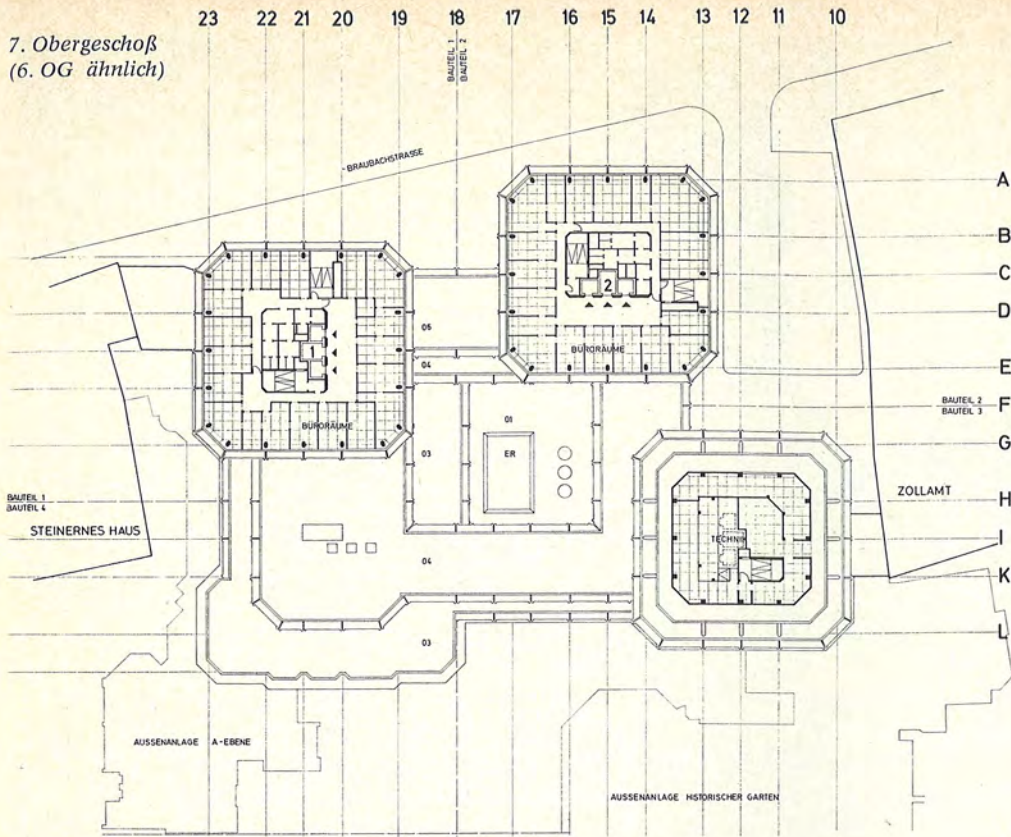 23 22 21 20 19 18 17 16 15 14 13 12 11 10
7. Obergeschoß
(6. OG ähnlich)
BAUTEIL 1
BAUTEIL 2
BRAUBACHSTRASSE
A
B
C
D
E
F
G
H
I
K
L
2
BÜRORÄUME
1
BÜRORÄUME
05
04
03
01
ER
BAUTEIL 2
BAUTEIL 3
BAUTEIL 1
BAUTEIL 4
STEINERNES HAUS
ZOLLAMT
TECHNIK
04
03
AUSSENANLAGE A-EBENE
AUSSENANLAGE HISTORISCHER GARTEN